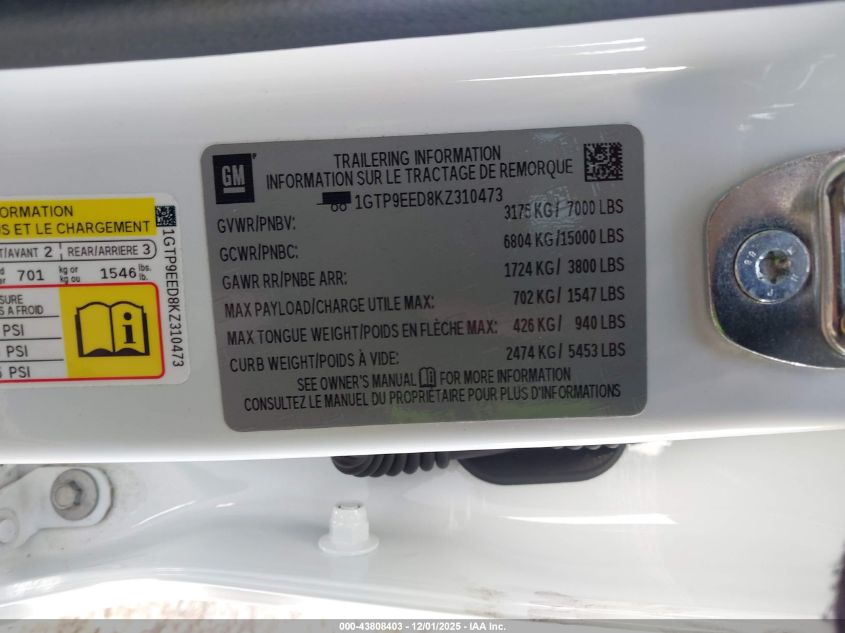 GM
TRAILERING INFORMATION
INFORMATION SUR LE TRACTAGE DE REMORQUE
1GTP9EED8KZ310473
GVWR/PNBV: 3175 KG / 7000 LBS
GCWR/PNBC: 6804 KG /15000 LBS
GAWR RR/PNBE ARR: 1724 KG / 3800 LBS
MAX PAYLOAD/CHARGE UTILE MAX: 702 KG / 1547 LBS
MAX TONGUE WEIGHT/POIDS EN FLÈCHE MAX: 426 KG / 940 LBS
CURB WEIGHT/POIDS À VIDE: 2474 KG / 5453 LBS
SEE OWNER'S MANUAL FOR MORE INFORMATION
CONSULTEZ LE MANUEL DU PROPRIÉTAIRE POUR PLUS D'INFORMATIONS
ORMATION
US ET LE CHARGEMENT
T/AVANT 2 REAR/ARRIERE 3
701 kg or kg ou 1546 lbs. lb.
SURE
S A FROID
PSI
PSI
5 PSI
1GTP9EED8KZ310473
000-43808403 - 12/01/2025 - IAA Inc.